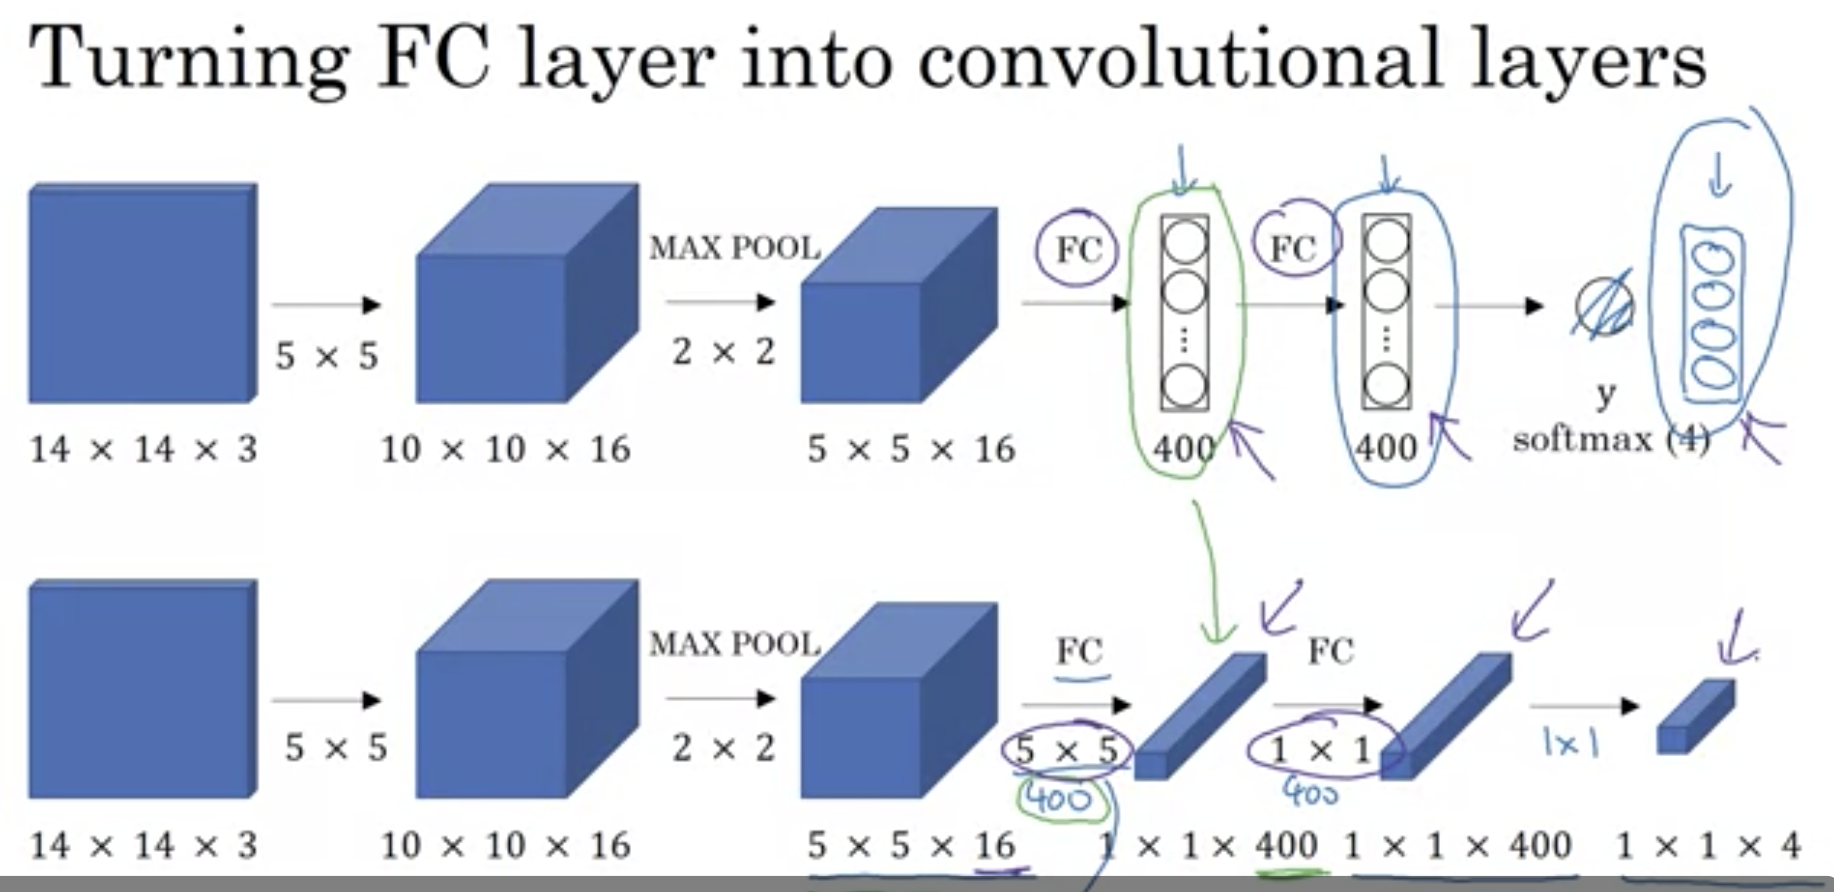 Turning FC layer into convolutional layers
MAX POOL
FC
FC
5 × 5
2 × 2
y
14 × 14 × 3
10 × 10 × 16
5 × 5 × 16
400
400
softmax (4)
MAX POOL
FC
FC
5 × 5
2 × 2
5 × 5
1 × 1
1×1
400
400
14 × 14 × 3
10 × 10 × 16
5 × 5 × 16
1 × 1 × 400
1 × 1 × 400
1 × 1 × 4